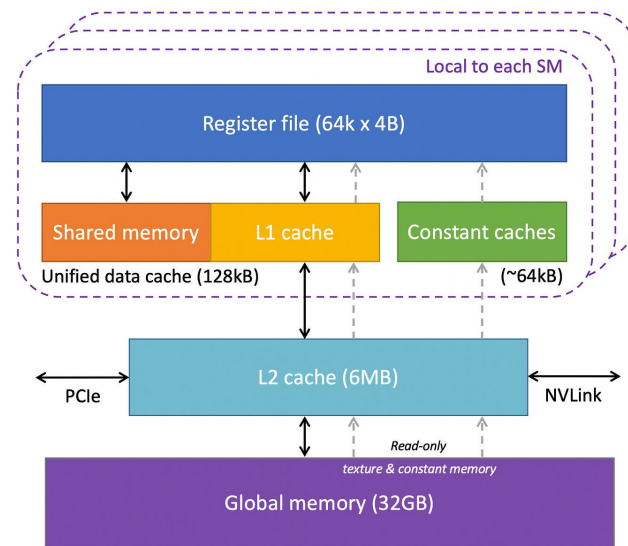 Local to each SM
Register file (64k x 4B)
Shared memory
L1 cache
Constant caches
Unified data cache (128kB)
(~64kB)
L2 cache (6MB)
PCIe
NVLink
Read-only
texture & constant memory
Global memory (32GB)